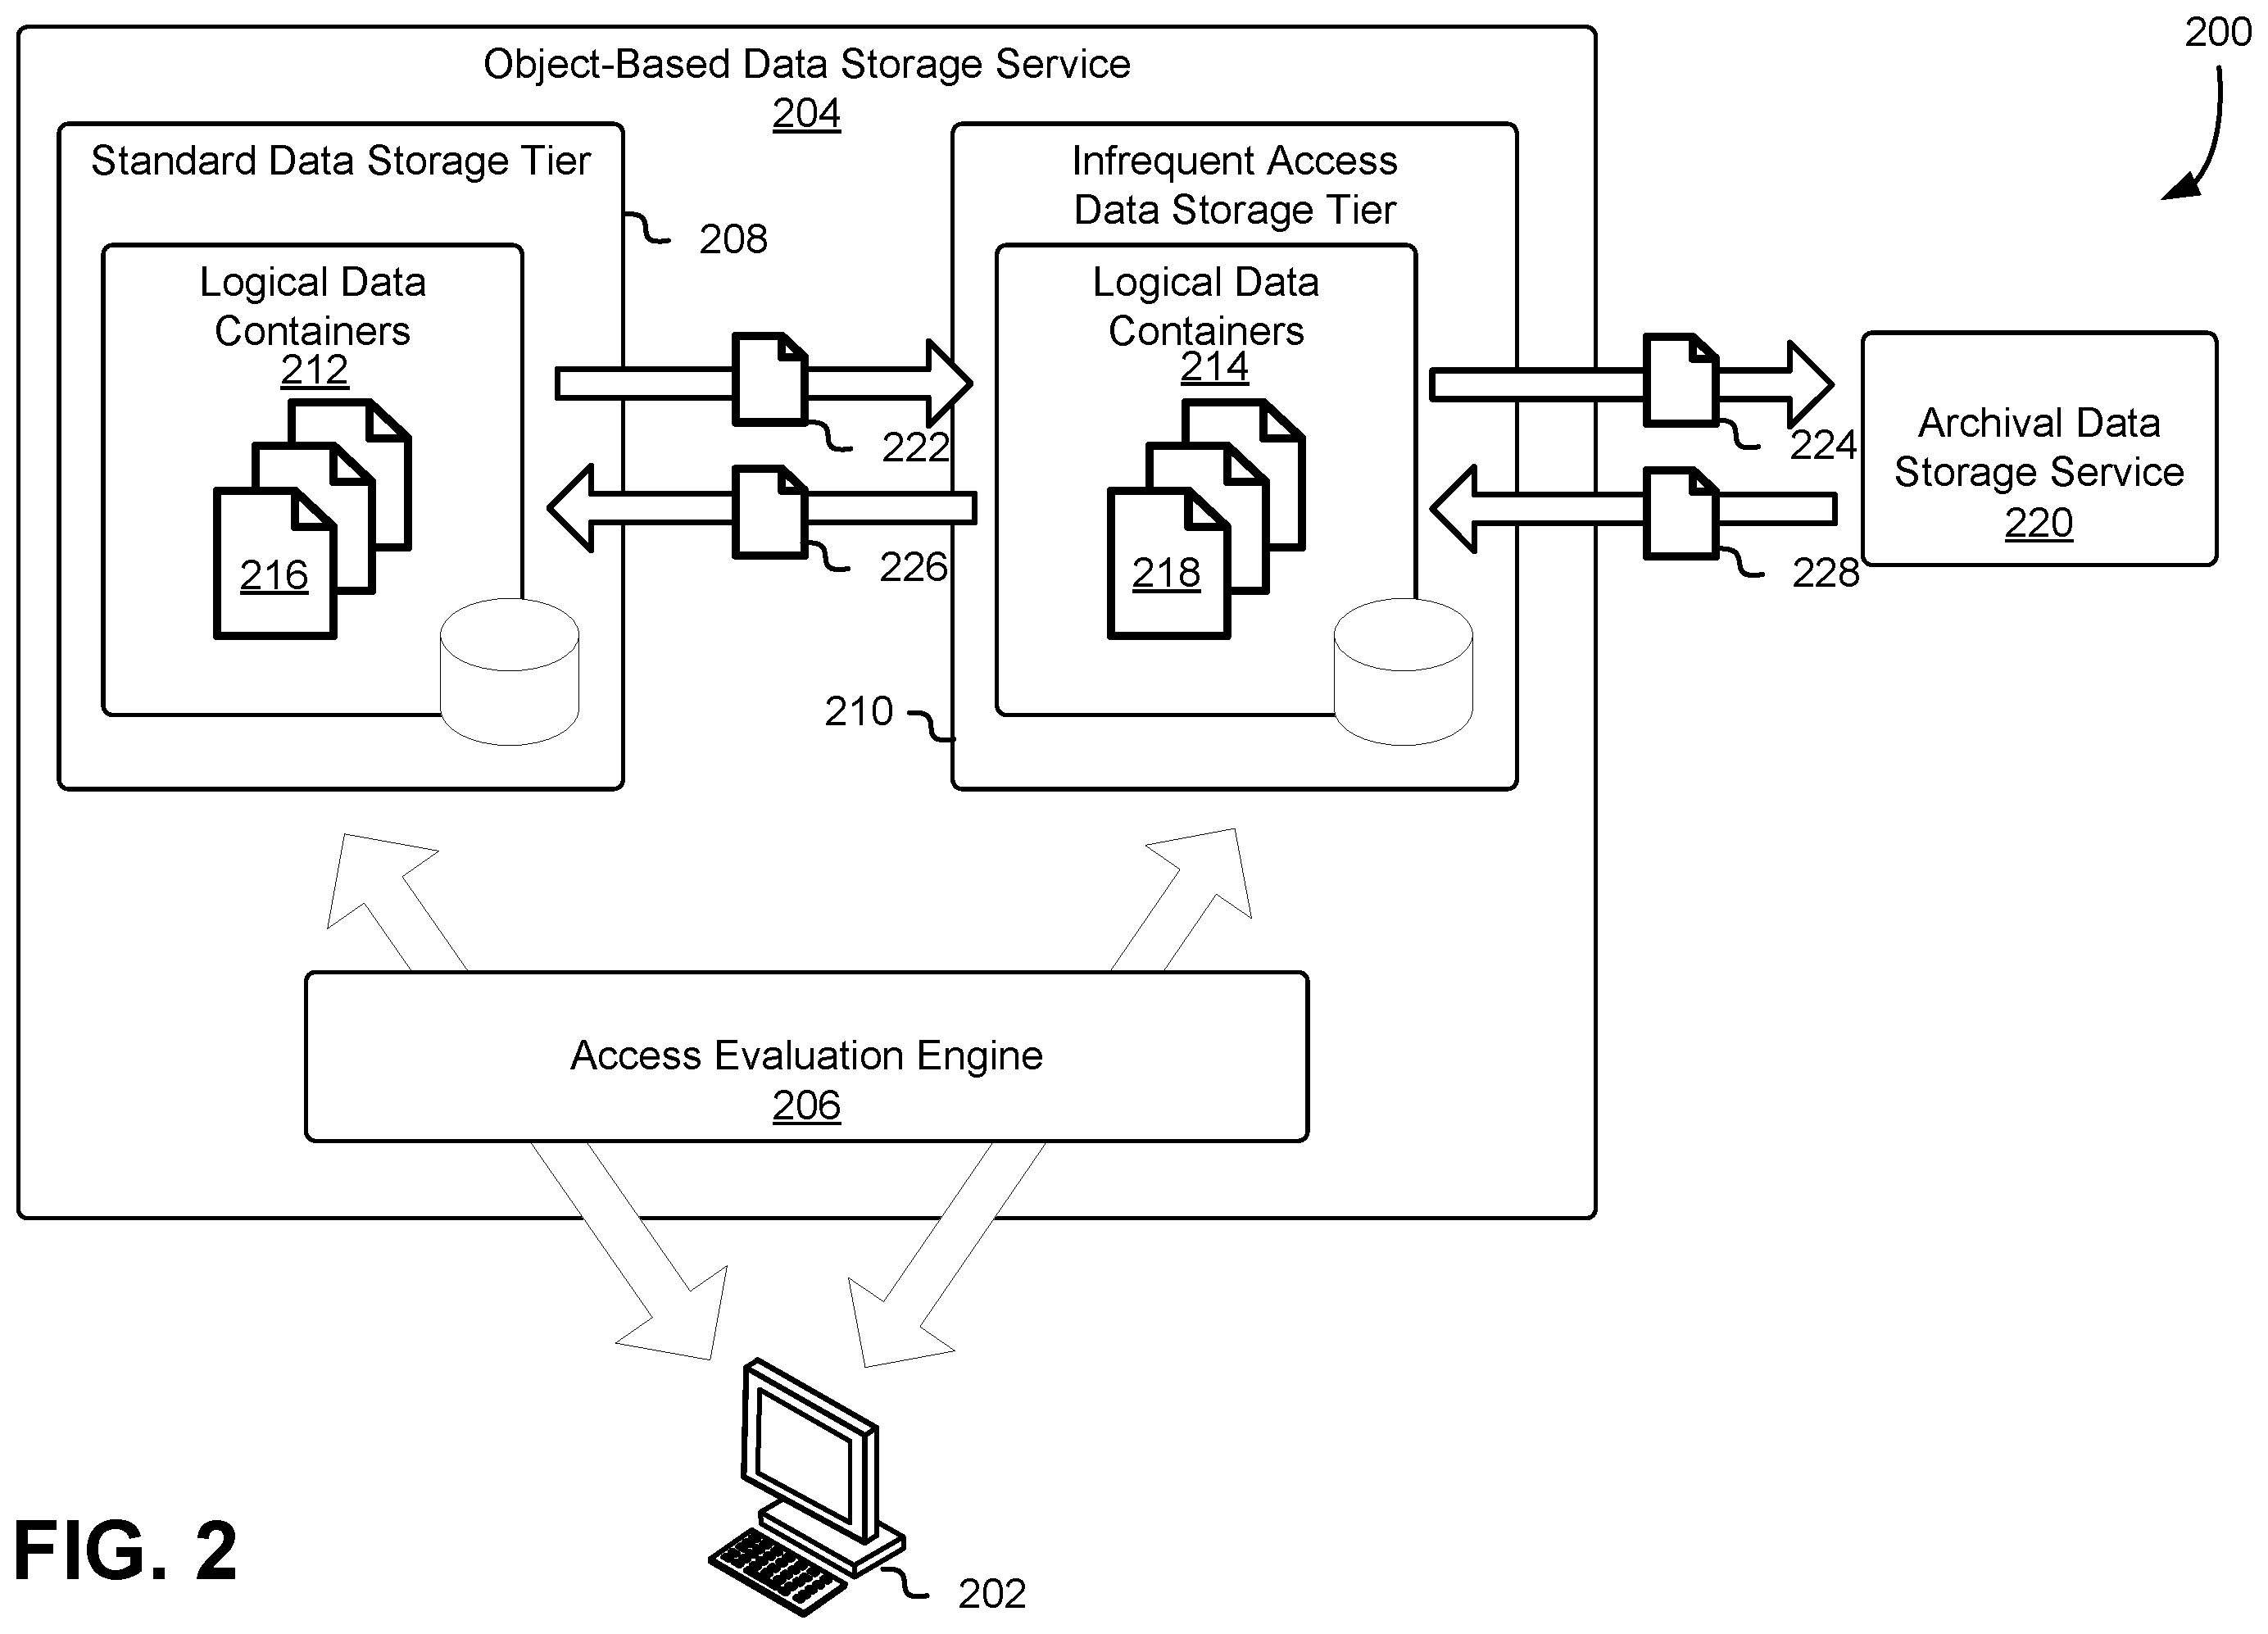 200
Object-Based Data Storage Service
204
Standard Data Storage Tier
208
Logical Data
Containers
212
216
Infrequent Access
Data Storage Tier
Logical Data
Containers
214
218
210
222
226
224
228
Archival Data
Storage Service
220
Access Evaluation Engine
206
202
FIG. 2